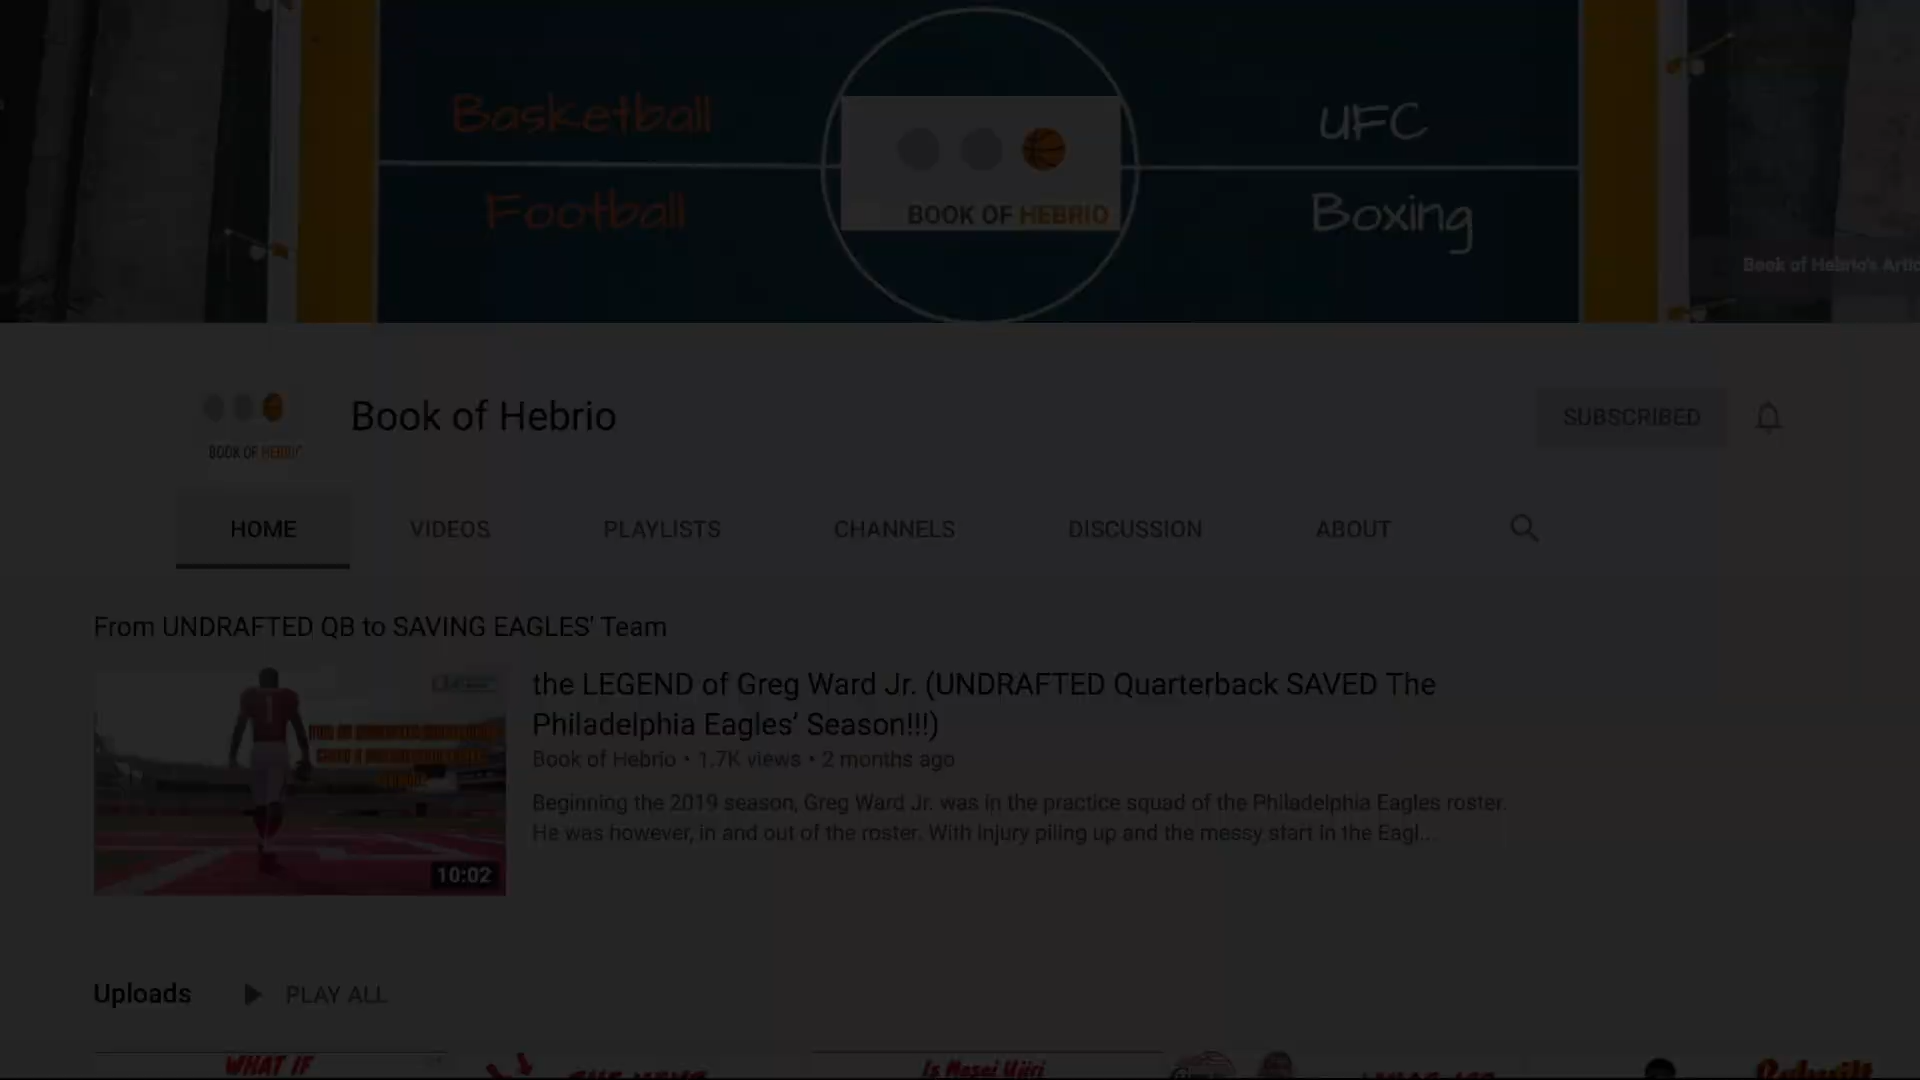 Basketball
UFC
Football
Boxing
BOOK OF HEBRIO
Book of Hebrio's Artic
BOOK OF HEBRIO
Book of Hebrio
SUBSCRIBED
HOME
VIDEOS
PLAYLISTS
CHANNELS
DISCUSSION
ABOUT
From UNDRAFTED QB to SAVING EAGLES' Team
the LEGEND of Greg Ward Jr. (UNDRAFTED Quarterback SAVED The
Philadelphia Eagles' Season!!!)
Book of Hebrio • 1.7K views • 2 months ago
Beginning the 2019 season, Greg Ward Jr. was in the practice squad of the Philadelphia Eagles roster.
He was however, in and out of the roster. With injury piling up and the messy start in the Eagl...
1
10:02
Uploads
PLAY ALL
WHAT IF
Is Masai Ujiri